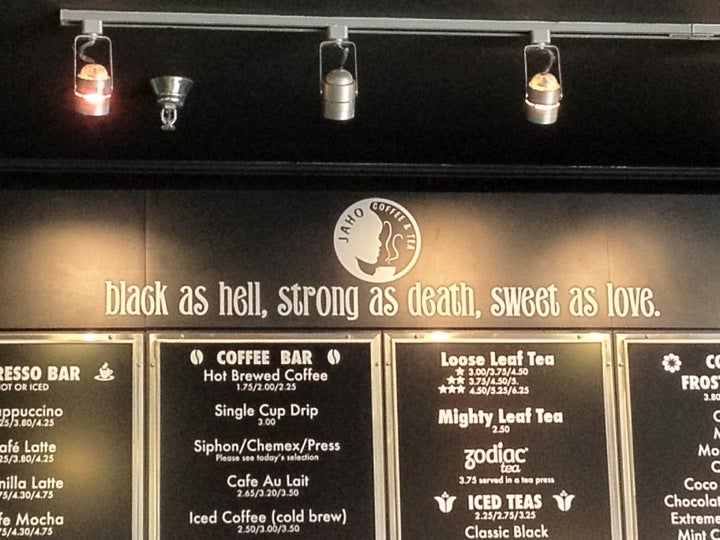 JAHO COFFEE & TEA
black as hell, strong as death, sweet as love.
RESSO BAR
OT OR ICED
appuccino
25/3.80/4.25
afé Latte
25/3.80/4.25
nilla Latte
75/4.30/4.75
fe Mocha
75/4.30/4.75
COFFEE BAR
Hot Brewed Coffee
1.75/2.00/2.25
Single Cup Drip
3.00
Siphon/Chemex/Press
Please see today's selection
Cafe Au Lait
2.65/3.20/3.50
Iced Coffee (cold brew)
2.50/3.00/3.50
Loose Leaf Tea
★ 3.00/3.75/4.50
★★ 3.75/4.50/5.
★★★ 4.50/5.25/6.25
Mighty Leaf Tea
2.50
zodiac
tea
3.75 served in a tea press
ICED TEAS
2.25/2.75/3.25
Classic Black
CO
FROS
3.80
C
M
Mo
C
Coco
Chocolat
Extreme
Mint C